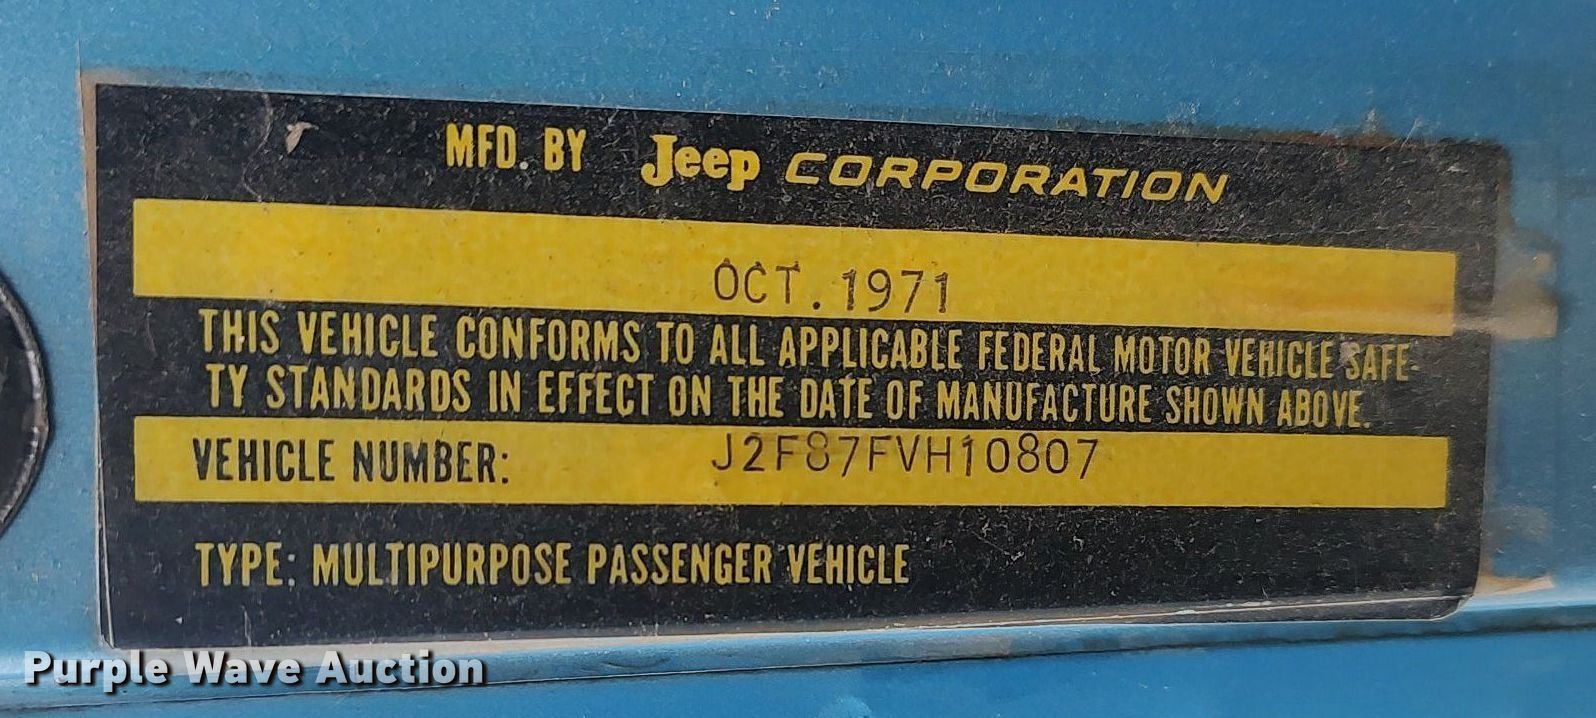 MFD. BY Jeep CORPORATION
OCT. 1971
THIS VEHICLE CONFORMS TO ALL APPLICABLE FEDERAL MOTOR VEHICLE SAFE-
TY STANDARDS IN EFFECT ON THE DATE OF MANUFACTURE SHOWN ABOVE.
VEHICLE NUMBER: J2F87FVH10807
TYPE: MULTIPURPOSE PASSENGER VEHICLE
Purple Wave Auction